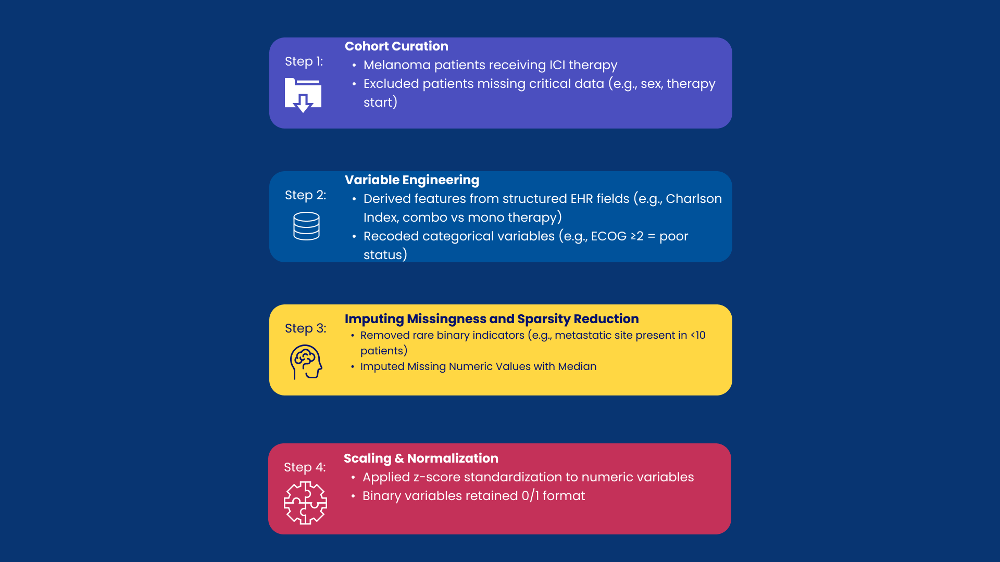 Step 1:
Cohort Curation
• Melanoma patients receiving ICI therapy
• Excluded patients missing critical data (e.g., sex, therapy
start)
Step 2:
Variable Engineering
• Derived features from structured EHR fields (e.g., Charlson
Index, combo vs mono therapy)
• Recoded categorical variables (e.g., ECOG ≥2 = poor
status)
Step 3:
Imputing Missingness and Sparsity Reduction
• Removed rare binary indicators (e.g., metastatic site present in <10
patients)
• Imputed Missing Numeric Values with Median
Step 4:
Scaling & Normalization
• Applied z-score standardization to numeric variables
• Binary variables retained 0/1 format